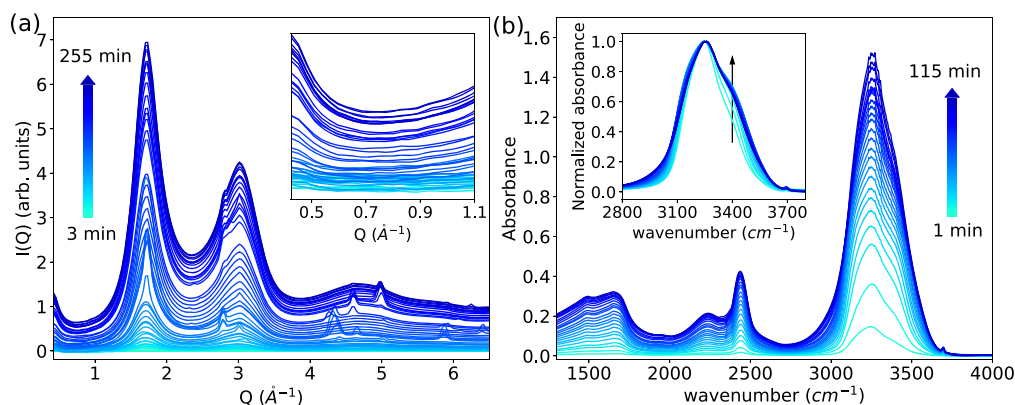 (a)
7
6
5
4
3
2
1
0
I(Q) (arb. units)
255 min
3 min
0.5 0.7 0.9 1.1
Q (Å⁻¹)
1 2 3 4 5 6
Q (Å⁻¹)
(b)
1.6
1.4
1.2
1.0
0.8
0.6
0.4
0.2
0.0
Absorbance
1.0
0.8
0.6
0.4
0.2
0.0
Normalized absorbance
2800 3100 3400 3700
wavenumber (cm⁻¹)
115 min
1 min
1500 2000 2500 3000 3500 4000
wavenumber (cm⁻¹)